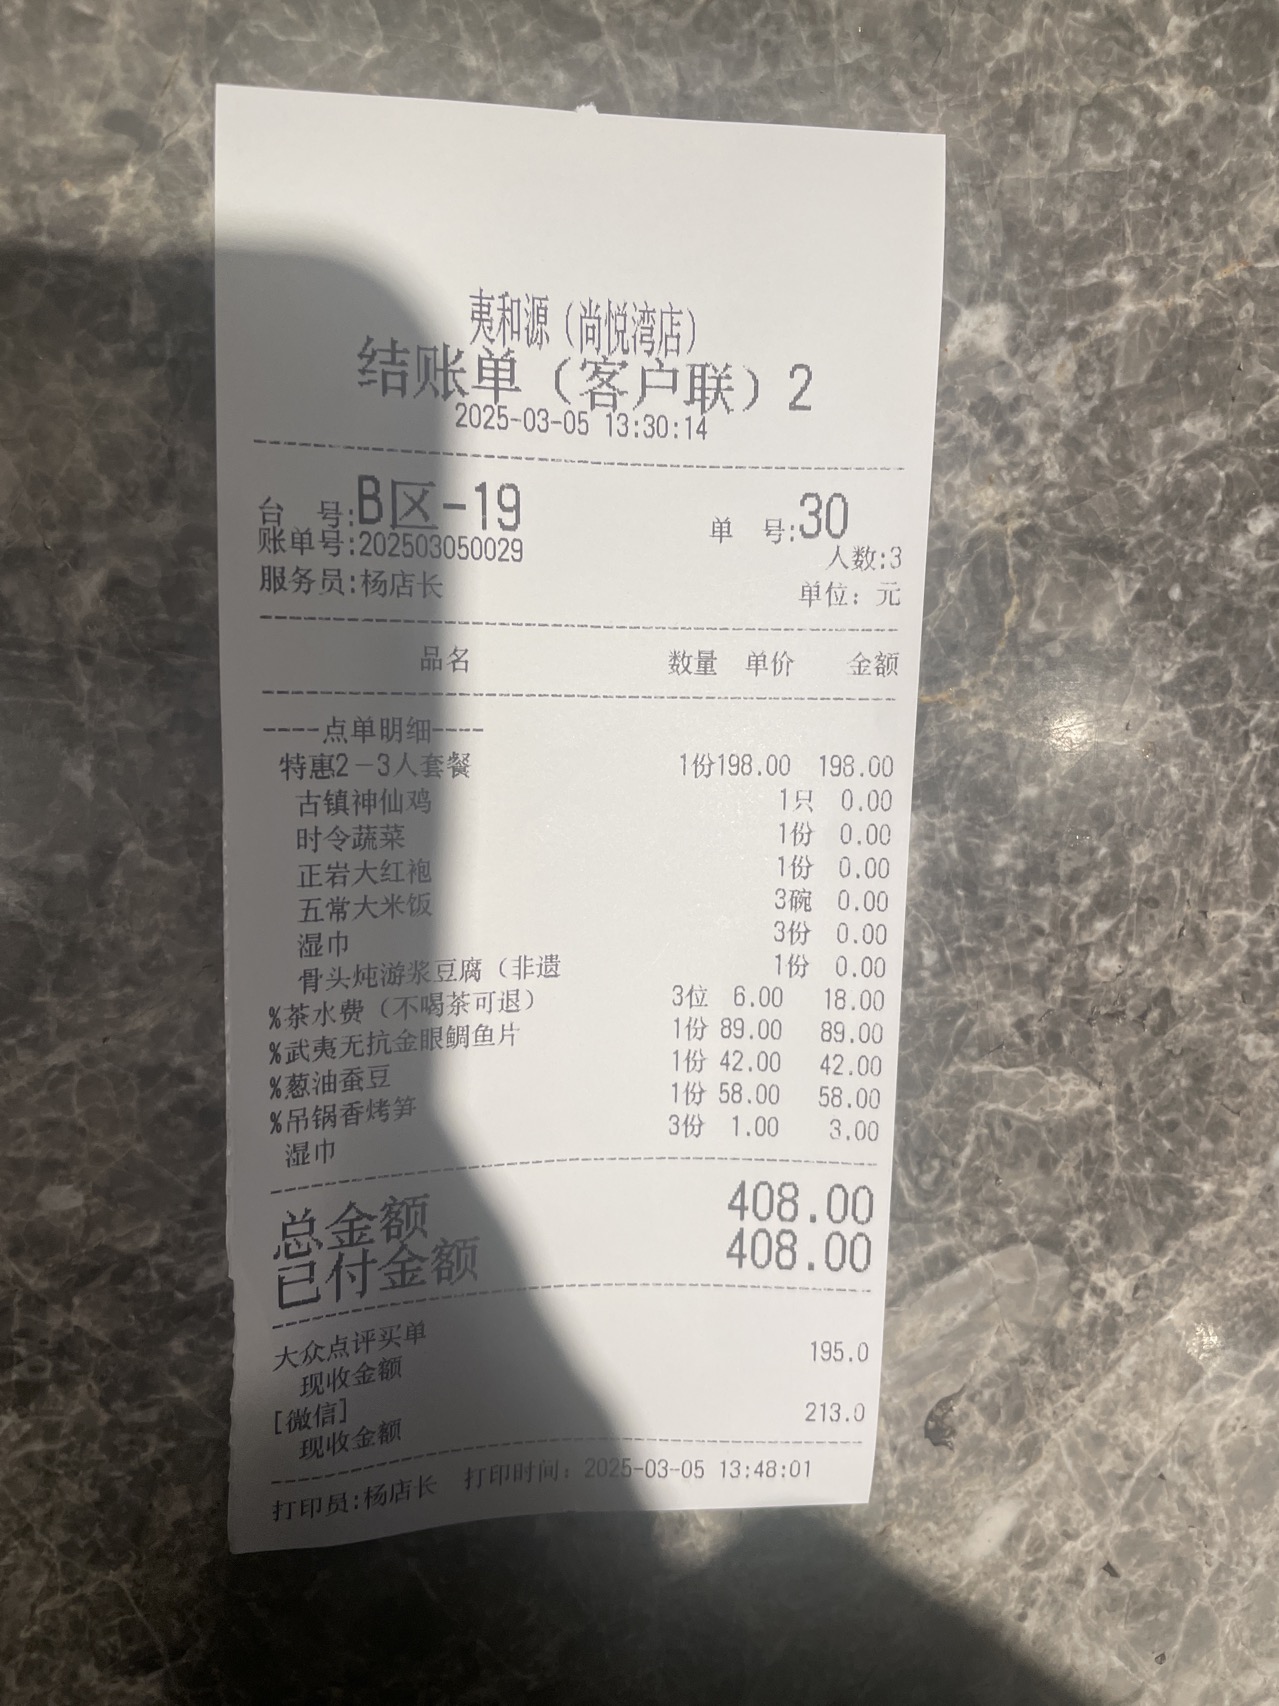 夷和源（尚悦湾店）
结账单（客户联）2
2025-03-05 13:30:14
台 号:B区-19 单 号:30
账单号:202503050029 人数:3
服务员:杨店长 单位：元
品名 数量 单价 金额
----点单明细----
特惠2－3人套餐 1份198.00 198.00
古镇神仙鸡 1只 0.00
时令蔬菜 1份 0.00
正岩大红袍 1份 0.00
五常大米饭 3碗 0.00
湿巾 3份 0.00
骨头炖游浆豆腐（非遗 1份 0.00
%茶水费（不喝茶可退） 3位 6.00 18.00
%武夷无抗金眼鲷鱼片 1份 89.00 89.00
%葱油蚕豆 1份 42.00 42.00
%吊锅香烤笋 1份 58.00 58.00
湿巾 3份 1.00 3.00
总金额 408.00
已付金额 408.00
大众点评买单
现收金额 195.0
[微信]
现收金额 213.0
打印员:杨店长 打印时间：2025-03-05 13:48:01